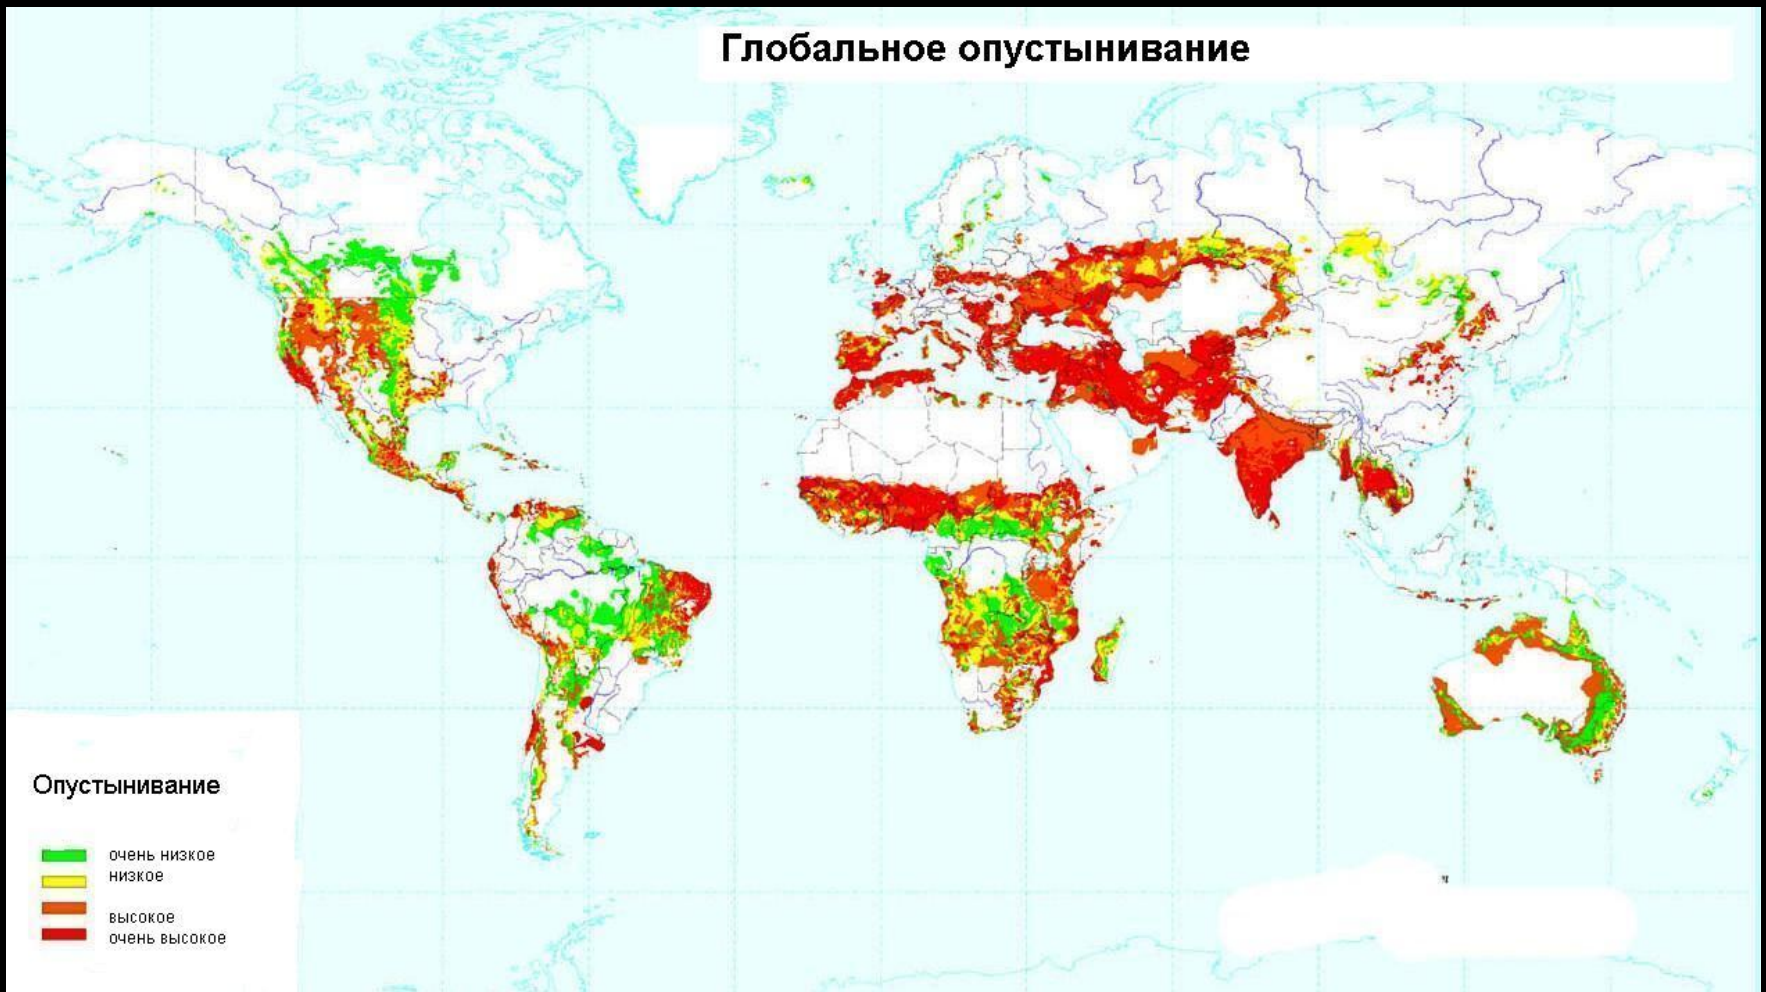 Глобальное опустынивание
Опустынивание
очень низкое
низкое
высокое
очень высокое